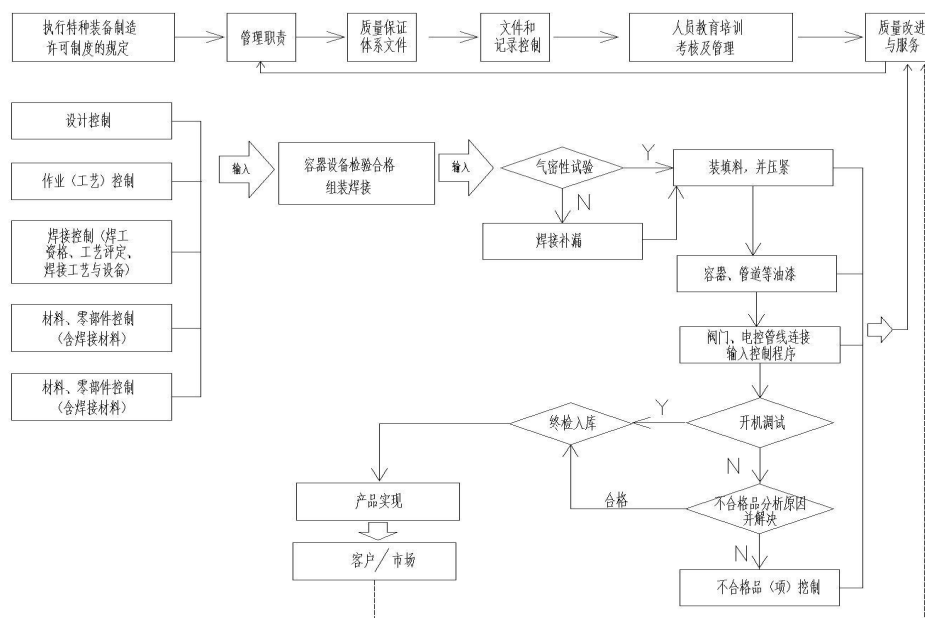 执行特种装备制造
许可制度的规定
管理职责
质量保证
体系文件
文件和
记录控制
人员教育培训
考核及管理
质量改进
与服务
设计控制
作业（工艺）控制
焊接控制（焊工
资格、工艺评定、
焊接工艺与设备）
材料、零部件控制
（含焊接材料）
材料、零部件控制
（含焊接材料）
输入
容器设备检验合格
组装焊接
输入
气密性试验
Y
N
焊接补漏
装填料，并压紧
容器、管道等油漆
阀门、电控管线连接
输入控制程序
开机调试
Y
N
终检入库
合格
不合格品分析原因
并解决
N
不合格品（项）挖制
产品实现
客户／市场